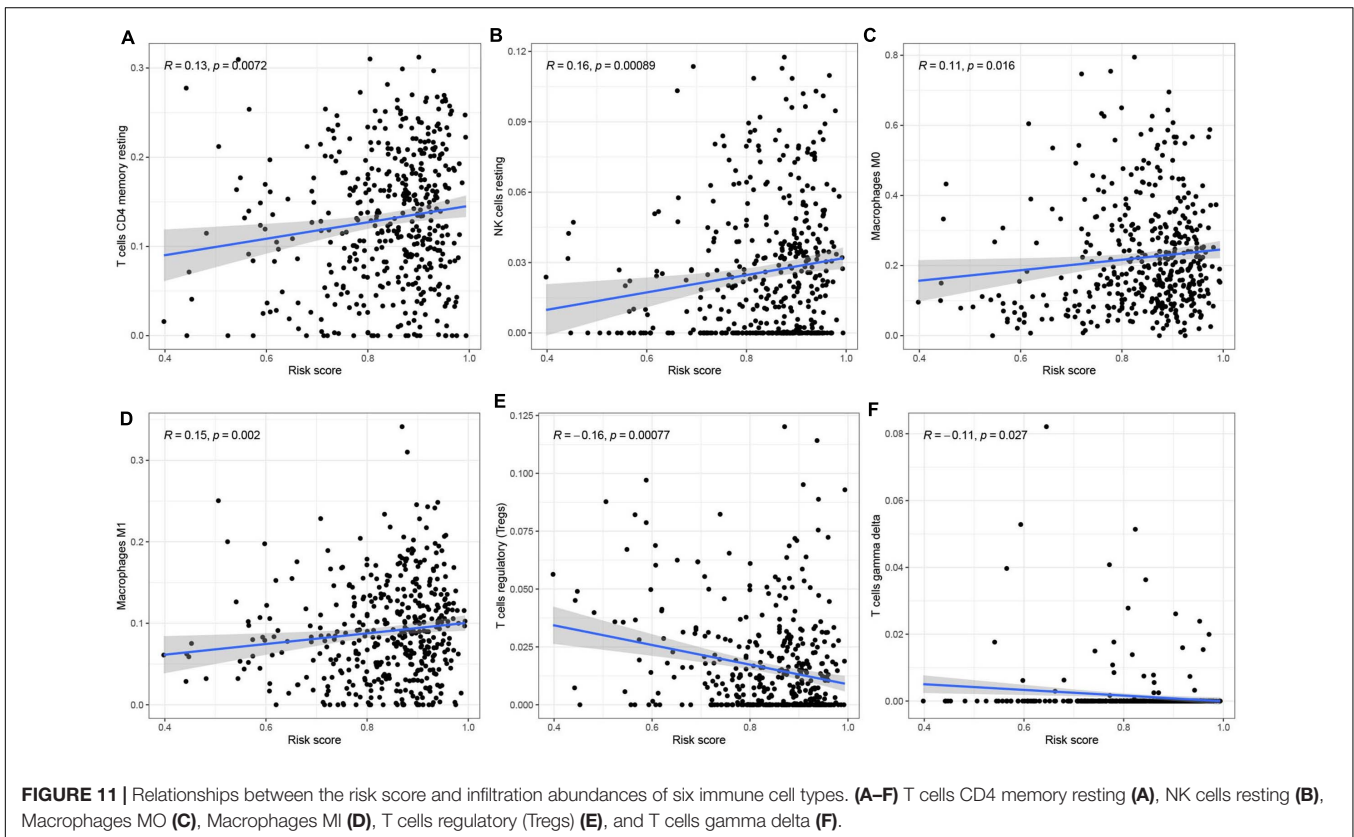 A
R = 0.13, p = 0.0072
T cells CD4 memory resting
0.3
0.2
0.1
0.0
0.4 0.6 0.8 1.0
Risk score
B
R = 0.16, p = 0.00089
NK cells resting
0.12
0.09
0.06
0.03
0.00
0.4 0.6 0.8 1.0
Risk score
C
R = 0.11, p = 0.016
Macrophages M0
0.8
0.6
0.4
0.2
0.0
0.4 0.6 0.8 1.0
Risk score
D
R = 0.15, p = 0.002
Macrophages M1
0.3
0.2
0.1
0.0
0.4 0.6 0.8 1.0
Risk score
E
R = −0.16, p = 0.00077
T cells regulatory (Tregs)
0.125
0.100
0.075
0.050
0.025
0.000
0.4 0.6 0.8 1.0
Risk score
F
R = −0.11, p = 0.027
T cells gamma delta
0.08
0.06
0.04
0.02
0.00
0.4 0.6 0.8 1.0
Risk score
FIGURE 11 | Relationships between the risk score and infiltration abundances of six immune cell types. (A–F) T cells CD4 memory resting (A), NK cells resting (B),
Macrophages MO (C), Macrophages MI (D), T cells regulatory (Tregs) (E), and T cells gamma delta (F).